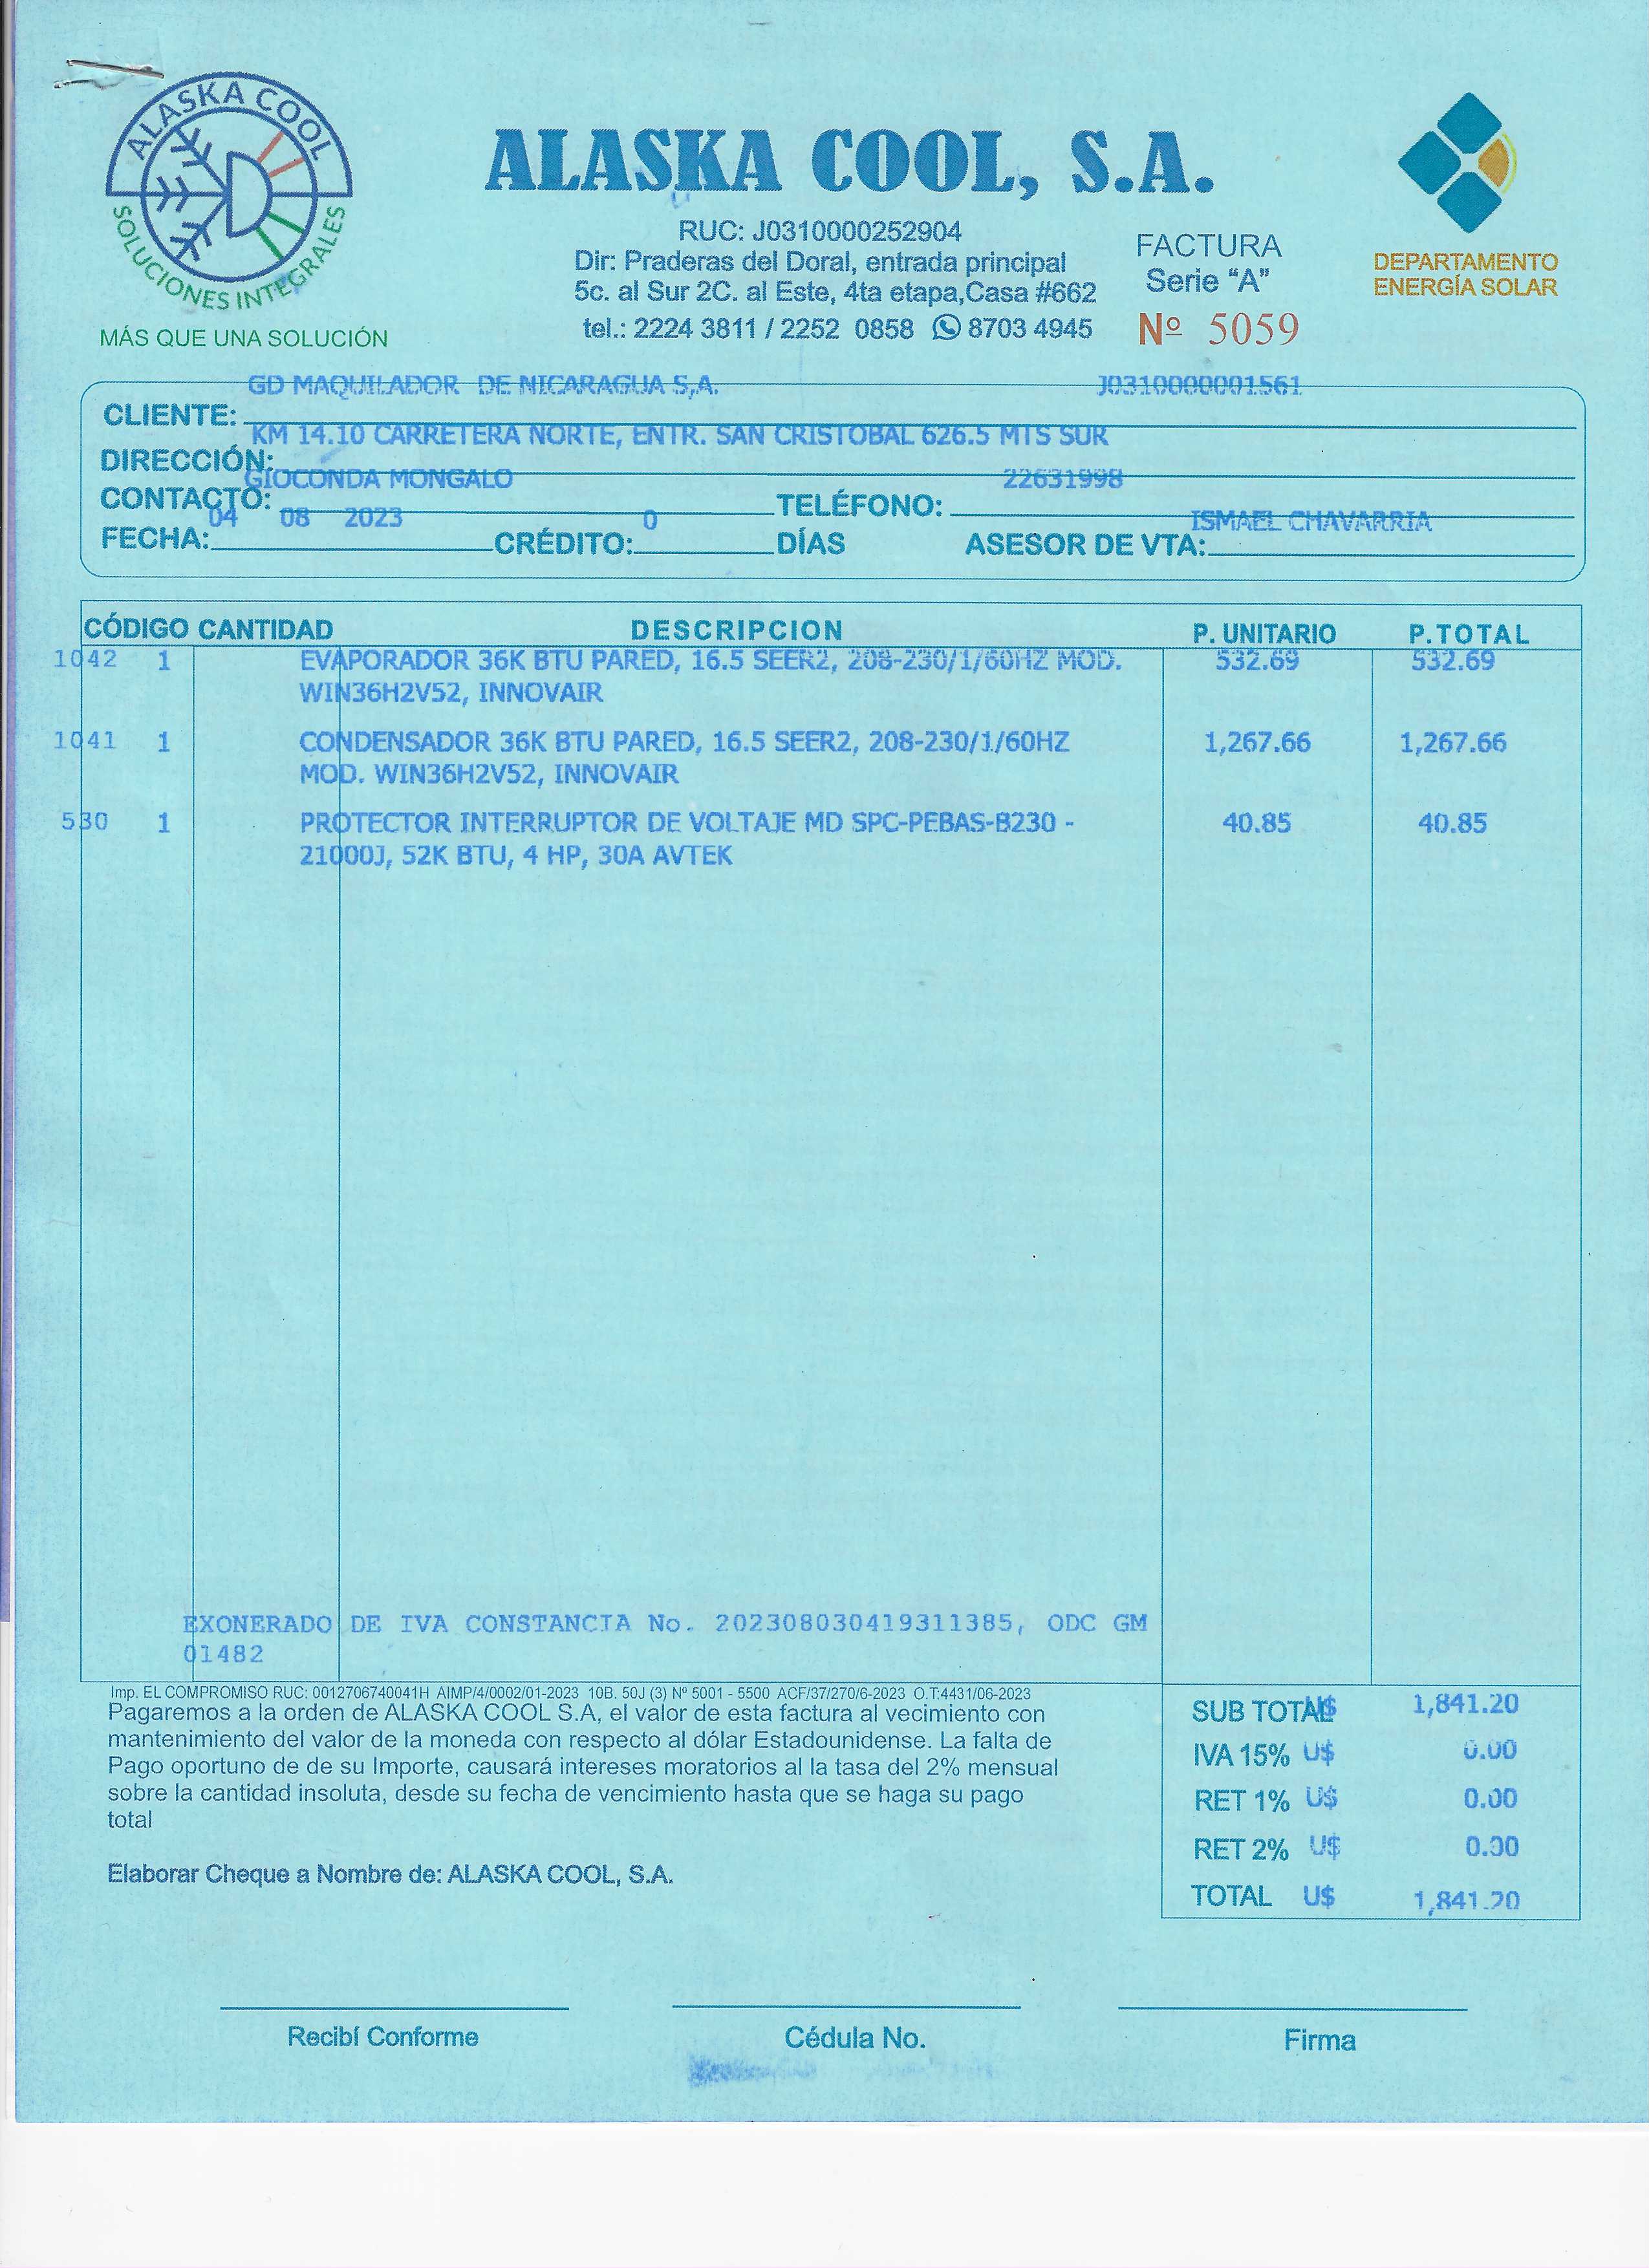 ALASKA COOL
SOLUCIONES INTEGRALES
MÁS QUE UNA SOLUCIÓN
ALASKA COOL, S.A.
RUC: J0310000252904
Dir: Praderas del Doral, entrada principal
5c. al Sur 2C. al Este, 4ta etapa,Casa #662
tel.: 2224 3811 / 2252 0858 8703 4945
FACTURA
Serie “A”
Nº 5059
DEPARTAMENTO
ENERGÍA SOLAR
GD MAQUILADOR DE NICARAGUA S,A. J0310000001561
CLIENTE:
KM 14.10 CARRETERA NORTE, ENTR. SAN CRISTOBAL 626.5 MTS SUR
DIRECCIÓN:
GIOCONDA MONGALO 22631998
CONTACTO: TELÉFONO:
04 08 2023 0 ISMAEL CHAVARRIA
FECHA: CRÉDITO: DÍAS ASESOR DE VTA:
CÓDIGO CANTIDAD DESCRIPCION P. UNITARIO P.TOTAL
1042 1 EVAPORADOR 36K BTU PARED, 16.5 SEER2, 208-230/1/60HZ MOD. 532.69 532.69
WIN36H2V52, INNOVAIR
1041 1 CONDENSADOR 36K BTU PARED, 16.5 SEER2, 208-230/1/60HZ 1,267.66 1,267.66
MOD. WIN36H2V52, INNOVAIR
530 1 PROTECTOR INTERRUPTOR DE VOLTAJE MD SPC-PEBAS-B230 - 40.85 40.85
21000J, 52K BTU, 4 HP, 30A AVTEK
EXONERADO DE IVA CONSTANCIA No. 202308030419311385, ODC GM
01482
Imp. EL COMPROMISO RUC: 0012706740041H AIMP/4/0002/01-2023 10B. 50J (3) Nº 5001 - 5500 ACF/37/270/6-2023 O.T:4431/06-2023
Pagaremos a la orden de ALASKA COOL S.A, el valor de esta factura al vecimiento con
mantenimiento del valor de la moneda con respecto al dólar Estadounidense. La falta de
Pago oportuno de de su Importe, causará intereses moratorios al la tasa del 2% mensual
sobre la cantidad insoluta, desde su fecha de vencimiento hasta que se haga su pago
total
Elaborar Cheque a Nombre de: ALASKA COOL, S.A.
SUB TOTAL U$ 1,841.20
IVA 15% U$ 0.00
RET 1% U$ 0.00
RET 2% U$ 0.00
TOTAL U$ 1,841.20
Recibí Conforme Cédula No. Firma